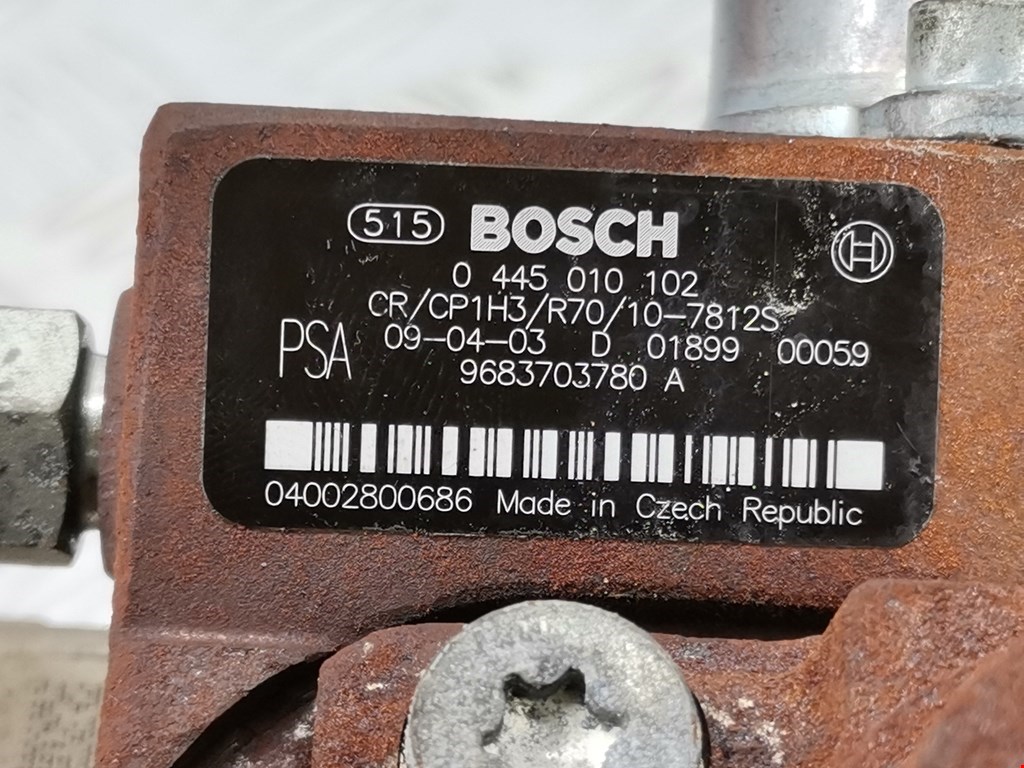 515 BOSCH
0 445 010 102
CR/CP1H3/R70/10-7812S
PSA 09-04-03 D 01899 00059
9683703780 A
04002800686 Made in Czech Republic